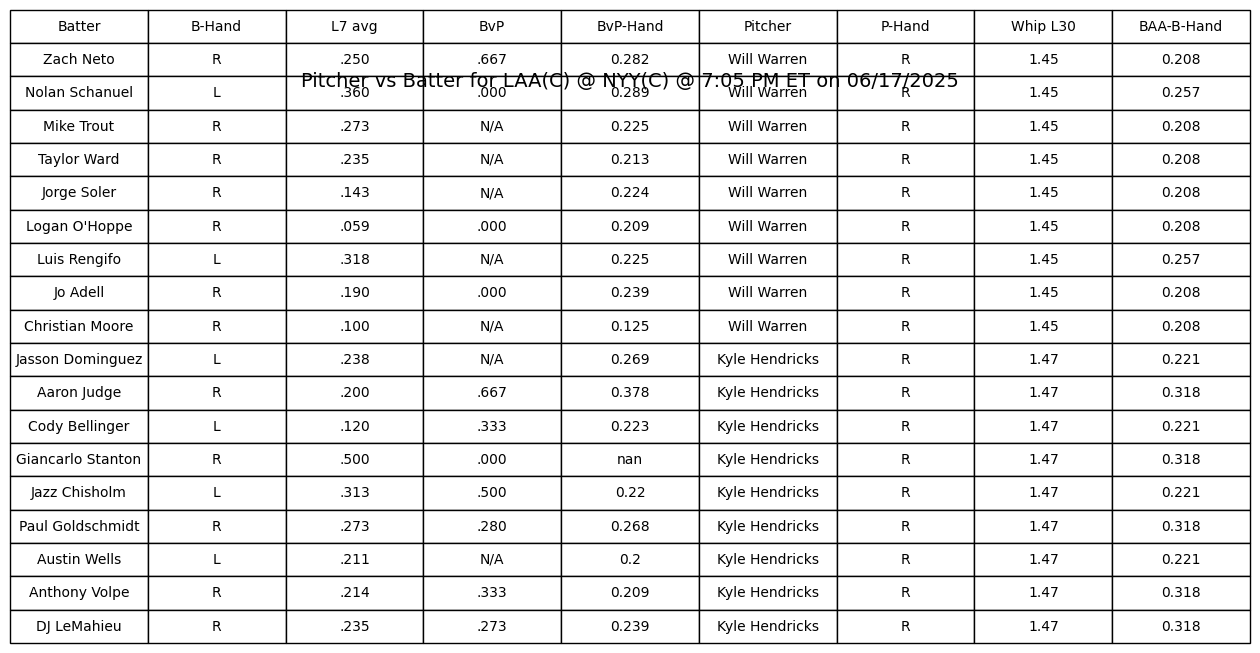 Batter B-Hand L7 avg BvP BvP-Hand Pitcher P-Hand Whip L30 BAA-B-Hand
Zach Neto R .250 .667 0.282 Will Warren R 1.45 0.208
Pitcher vs Batter for LAA(C) @ NYY(C) @ 7:05 PM ET on 06/17/2025
Nolan Schanuel L .360 .000 0.289 Will Warren R 1.45 0.257
Mike Trout R .273 N/A 0.225 Will Warren R 1.45 0.208
Taylor Ward R .235 N/A 0.213 Will Warren R 1.45 0.208
Jorge Soler R .143 N/A 0.224 Will Warren R 1.45 0.208
Logan O'Hoppe R .059 .000 0.209 Will Warren R 1.45 0.208
Luis Rengifo L .318 N/A 0.225 Will Warren R 1.45 0.257
Jo Adell R .190 .000 0.239 Will Warren R 1.45 0.208
Christian Moore R .100 N/A 0.125 Will Warren R 1.45 0.208
Jasson Dominguez L .238 N/A 0.269 Kyle Hendricks R 1.47 0.221
Aaron Judge R .200 .667 0.378 Kyle Hendricks R 1.47 0.318
Cody Bellinger L .120 .333 0.223 Kyle Hendricks R 1.47 0.221
Giancarlo Stanton R .500 .000 nan Kyle Hendricks R 1.47 0.318
Jazz Chisholm L .313 .500 0.22 Kyle Hendricks R 1.47 0.221
Paul Goldschmidt R .273 .280 0.268 Kyle Hendricks R 1.47 0.318
Austin Wells L .211 N/A 0.2 Kyle Hendricks R 1.47 0.221
Anthony Volpe R .214 .333 0.209 Kyle Hendricks R 1.47 0.318
DJ LeMahieu R .235 .273 0.239 Kyle Hendricks R 1.47 0.318